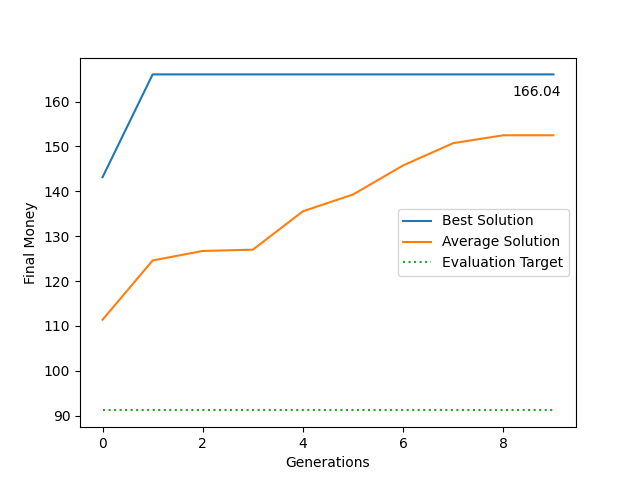 160
150
140
130
120
110
100
90
Final Money
166.04
Best Solution
Average Solution
Evaluation Target
0 2 4 6 8
Generations